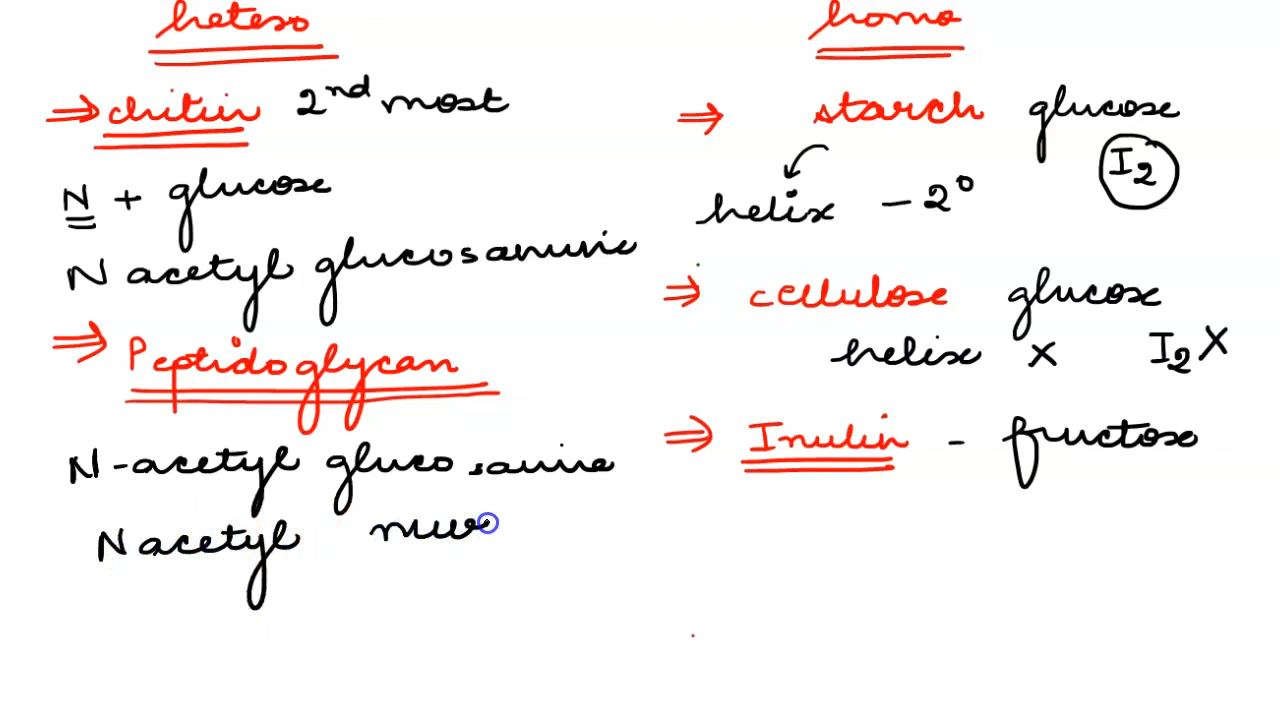 hetero
⇒ chitin 2nd most
N + glucose
N acetyl glucosamine
⇒ Peptidoglycan
N-acetyl glucosamine
N acetyl mur
homo
⇒ starch glucose
I2
helix - 2°
⇒ cellulose glucose
helix x I2 X
⇒ Inulin - fructose